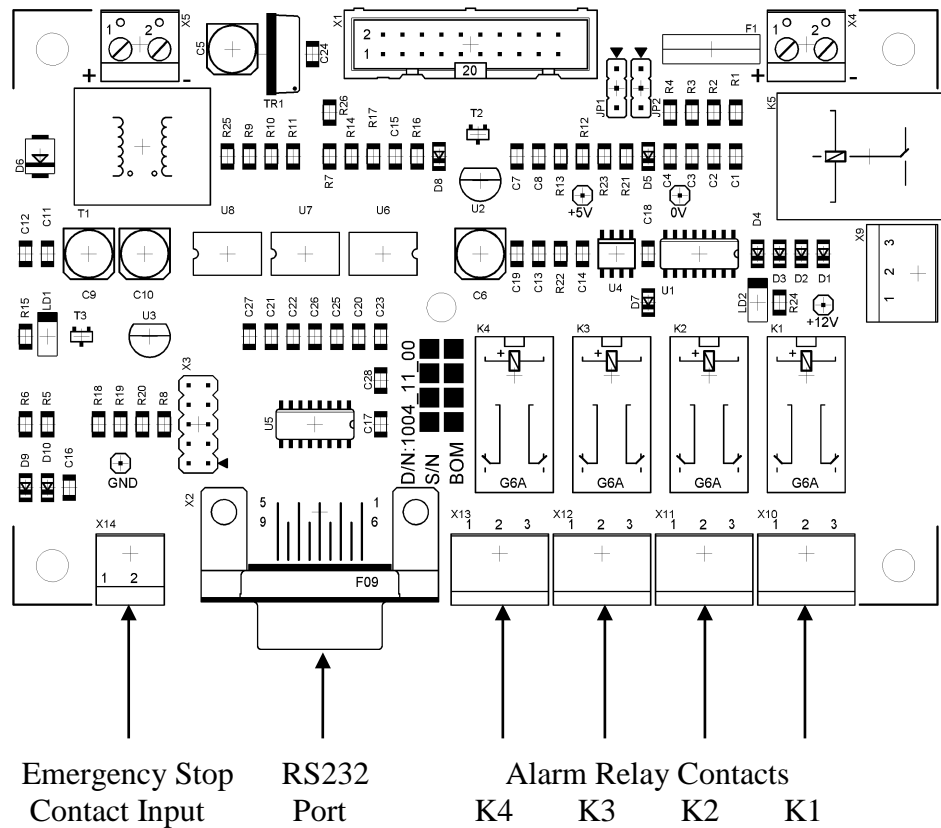 X5 1 2 + -
C5
C24
TR1
X1 2 1 20
JP1 JP2
F1
X4 1 2 + -
K5
D6
R25 R9 R10 R11
R26
R7 R14 R17 C15 R16
D8
T2
U2
C7 C8 R13 R12 R23 R21 D5
R4 R3 R2 R1
C4 C3 C2 C1
+5V 0V
C12 C11
T1
C9 C10
U8 U7 U6
C6
C19 C13 R22 C14
U4
C18
U1
D4 D3 D2 D1
X9 3 2 1
R15 LD1 T3 U3
C27 C21 C22 C26 C25 C20 C23
D7
LD2 R24
+12V
K4 K3 K2 K1
+ + + +
X3
C28
C17
U5
R6 R5 R18 R19 R20 R8
D9 D10 C16
GND
D/N:1004_11_00
S/N
BOM
G6A G6A G6A G6A
X2 5 9 1 6
F09
X14 1 2
X13 1 2 3 X12 1 2 3 X11 1 2 3 X10 1 2 3
Emergency Stop
Contact Input
RS232
Port
Alarm Relay Contacts
K4 K3 K2 K1